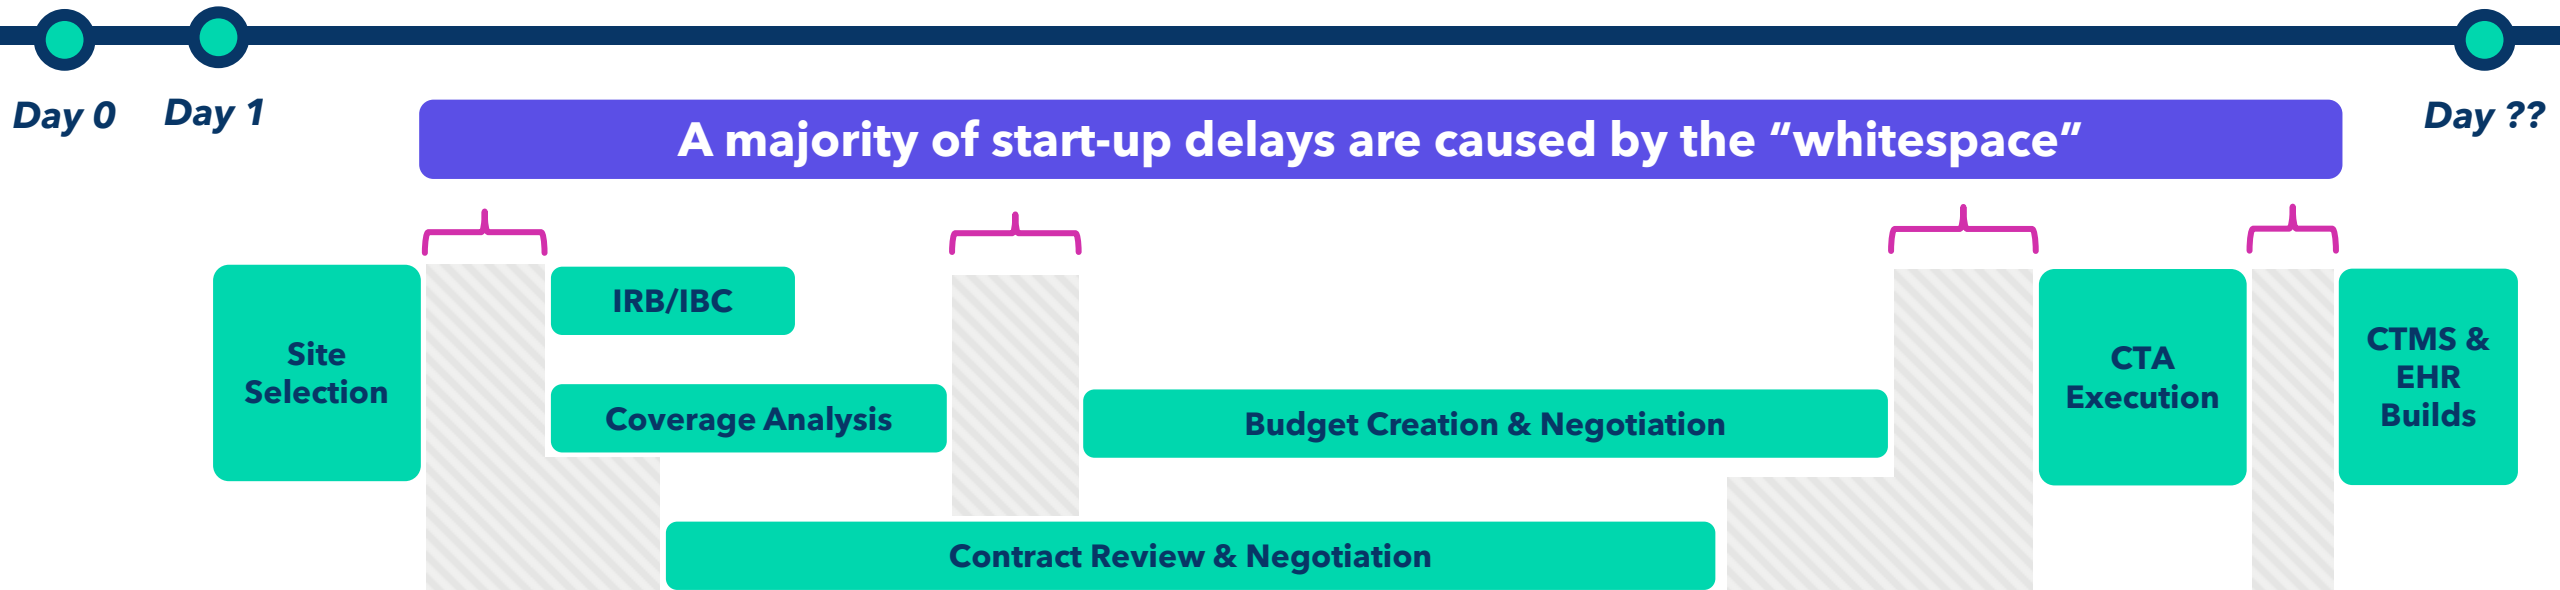 Day 0
Day 1
Day ??
A majority of start-up delays are caused by the “whitespace”
Site
Selection
IRB/IBC
Coverage Analysis
Budget Creation & Negotiation
Contract Review & Negotiation
CTA
Execution
CTMS &
EHR
Builds